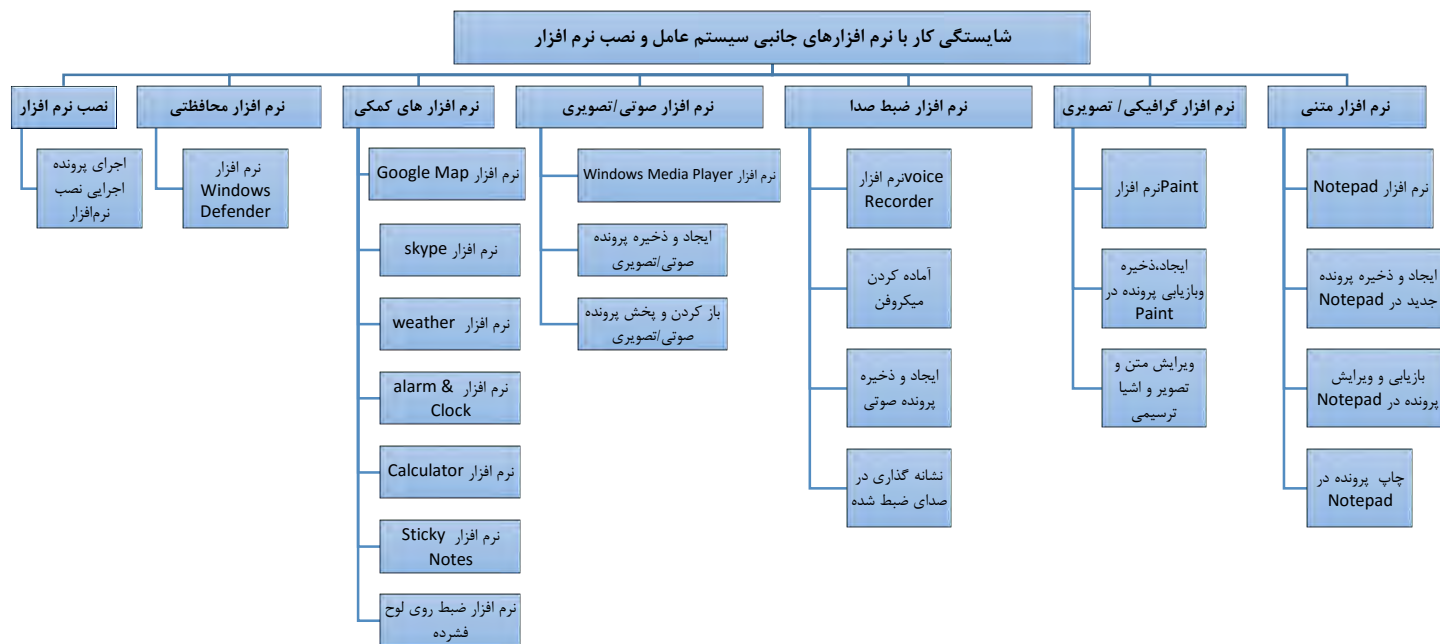 شایستگی کار با نرم افزارهای جانبی سیستم عامل و نصب نرم افزار
نرم افزار متنی
نرم افزار Notepad
ایجاد و ذخیره پرونده
جدید در Notepad
بازیابی و ویرایش
پرونده در Notepad
چاپ پرونده در
Notepad
نرم افزار گرافیکی/ تصویری
Paintنرم افزار
ایجاد،ذخیره
وبازیابی پرونده در
Paint
ویرایش متن و
تصویر و اشیا
ترسیمی
نرم افزار ضبط صدا
voiceنرم افزار
Recorder
آماده کردن
میکروفن
ایجاد و ذخیره
پرونده صوتی
نشانه گذاری در
صدای ضبط شده
نرم افزار صوتی/تصویری
نرم افزار Windows Media Player
ایجاد و ذخیره پرونده
صوتی/تصویری
باز کردن و پخش پرونده
صوتی/تصویری
نرم افزار های کمکی
نرم افزار Google Map
نرم افزار skype
نرم افزار weather
نرم افزار alarm &
Clock
نرم افزار Calculator
نرم افزار Sticky
Notes
نرم افزار ضبط روی لوح
فشرده
نرم افزار محافظتی
نرم افزار
Windows
Defender
نصب نرم افزار
اجرای پرونده
اجرایی نصب
نرم‌افزار